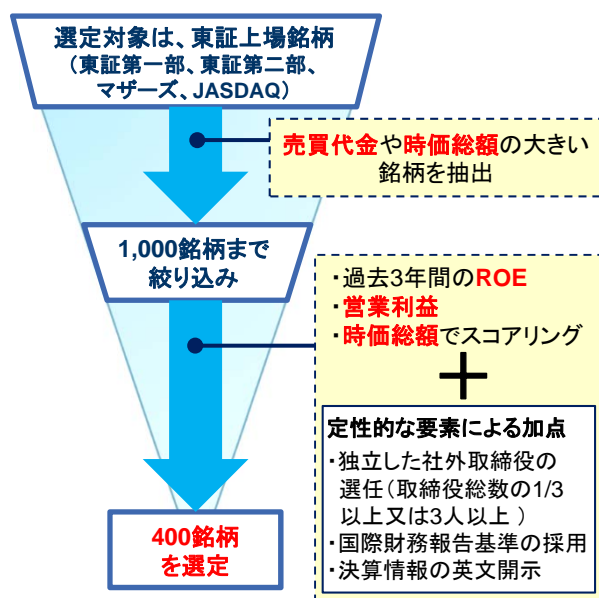 選定対象は、東証上場銘柄
（東証第一部、東証第二部、
マザーズ、JASDAQ）
売買代金や時価総額の大きい
銘柄を抽出
1,000銘柄まで
絞り込み
・過去3年間のROE
・営業利益
・時価総額でスコアリング
＋
定性的な要素による加点
・独立した社外取締役の
選任（取締役総数の1/3
以上又は3人以上 ）
・国際財務報告基準の採用
・決算情報の英文開示
400銘柄
を選定